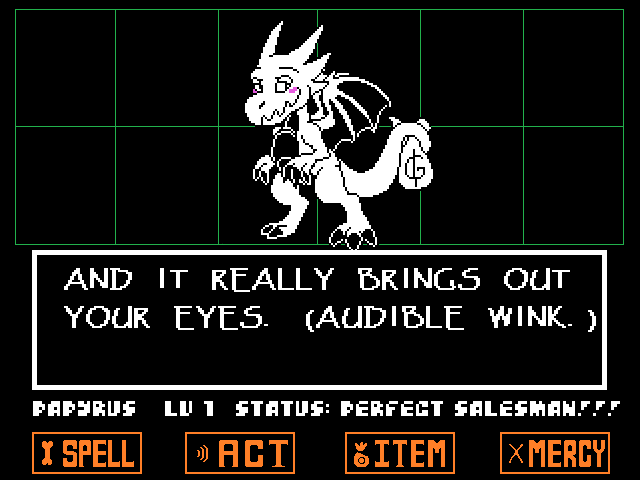 G
AND IT REALLY BRINGS OUT
YOUR EYES. (AUDIBLE WINK. )
PAPYRUS LV 1 STATUS: PERFECT SALESMAN!!!
SPELL ACT ITEM MERCY